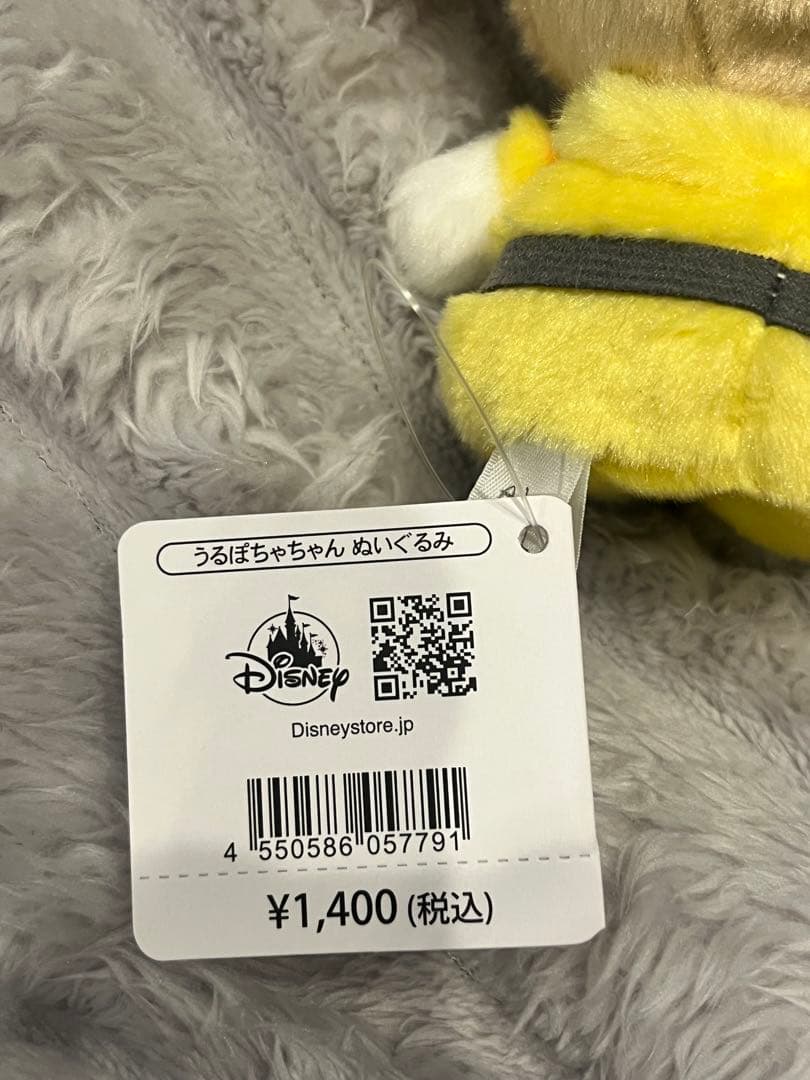 うるぽちゃちゃん ぬいぐるみ
Disney
Disneystore.jp
4 550586 057791
¥1,400 (税込)